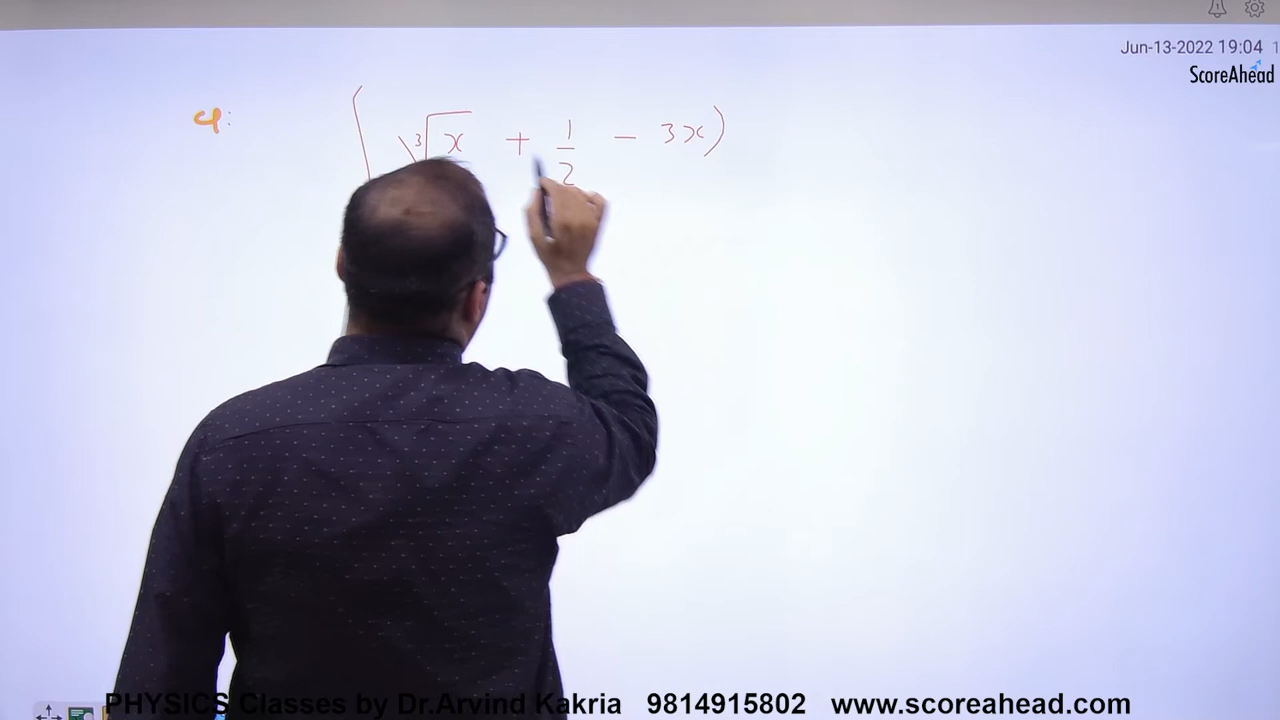 Jun-13-2022 19:04 1
ScoreAhead
Q: (∛x + 1/2 - 3x)
PHYSICS Classes by Dr.Arvind Kakria 9814915802 www.scoreahead.com